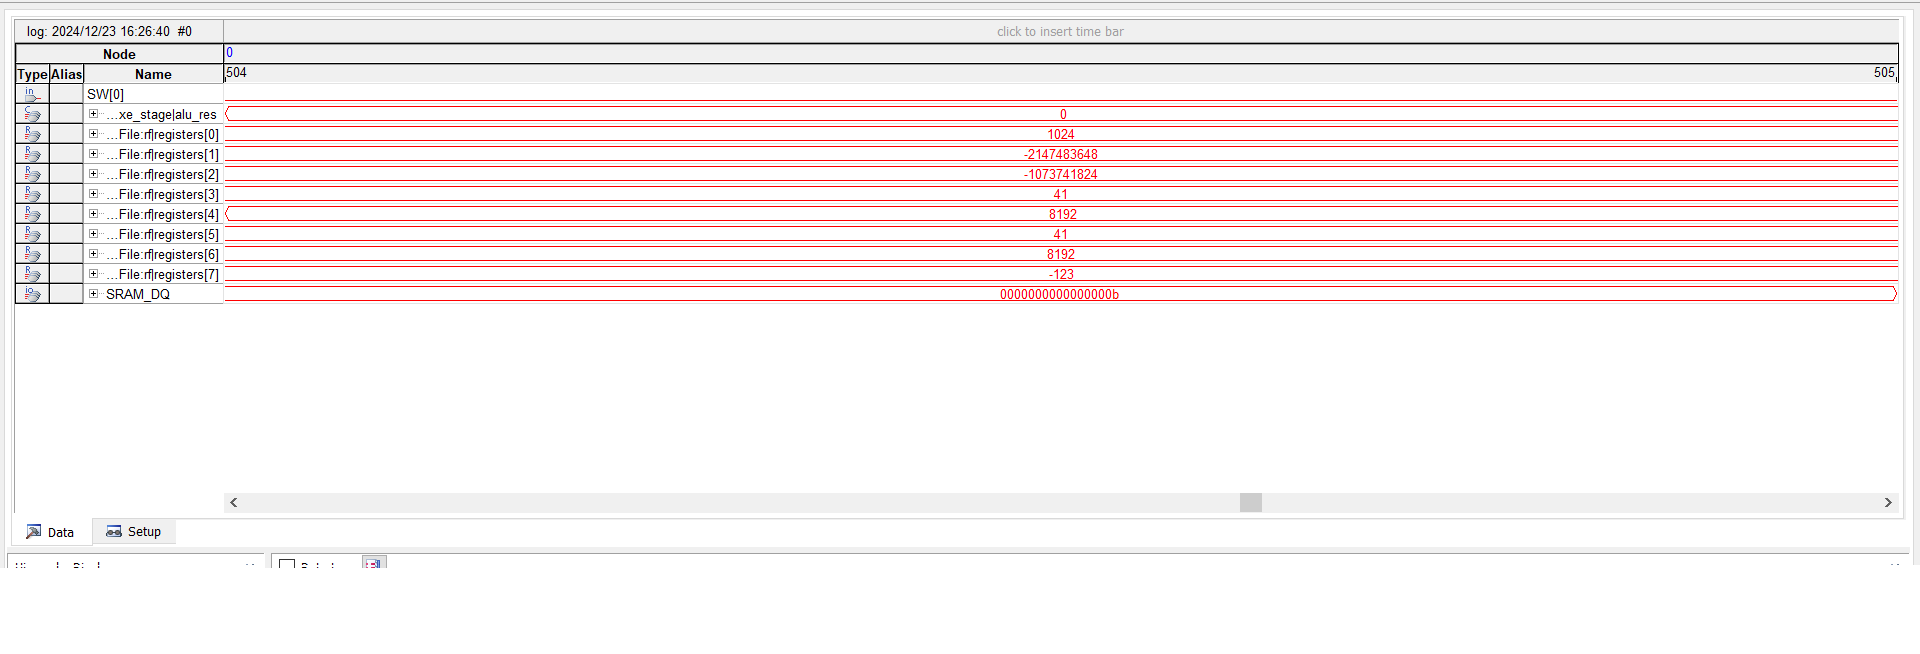 log: 2024/12/23 16:26:40 #0 click to insert time bar
Node 0
Type Alias Name 504 505
SW[0]
...xe_stage|alu_res 0
...File:rf|registers[0] 1024
...File:rf|registers[1] -2147483648
...File:rf|registers[2] -1073741824
...File:rf|registers[3] 41
...File:rf|registers[4] 8192
...File:rf|registers[5] 41
...File:rf|registers[6] 8192
...File:rf|registers[7] -123
SRAM_DQ 0000000000000000b
Data Setup